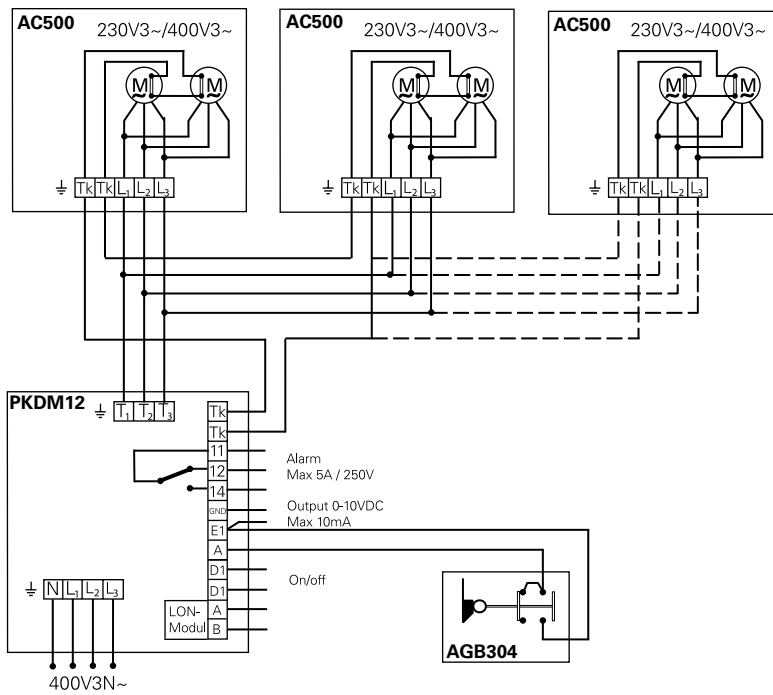 AC500 230V3~/400V3~
M M
Tk Tk L1 L2 L3
AC500 230V3~/400V3~
M M
Tk Tk L1 L2 L3
AC500 230V3~/400V3~
M M
Tk Tk L1 L2 L3
PKDM12
T1 T2 T3
Tk
Tk
11
12
14
GND
E1
A
D1
D1
A
B
Alarm
Max 5A / 250V
Output 0-10VDC
Max 10mA
On/off
LON-
Modul
N L1 L2 L3
400V3N~
AGB304